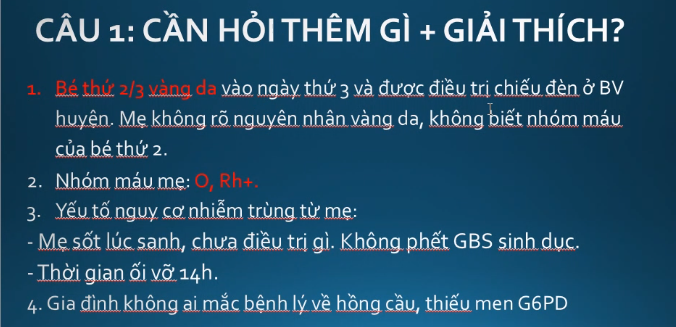 CÂU 1: CẦN HỎI THÊM GÌ + GIẢI THÍCH?
1. Bé thứ 2/3 vàng da vào ngày thứ 3 và được điều trị chiếu đèn ở BV
huyện. Mẹ không rõ nguyên nhân vàng da, không biết nhóm máu
của bé thứ 2.
2. Nhóm máu mẹ: O, Rh+.
3. Yếu tố nguy cơ nhiễm trùng từ mẹ:
- Mẹ sốt lúc sanh, chưa điều trị gì. Không phết GBS sinh dục.
- Thời gian ối vỡ 14h.
4. Gia đình không ai mắc bệnh lý về hồng cầu, thiếu men G6PD